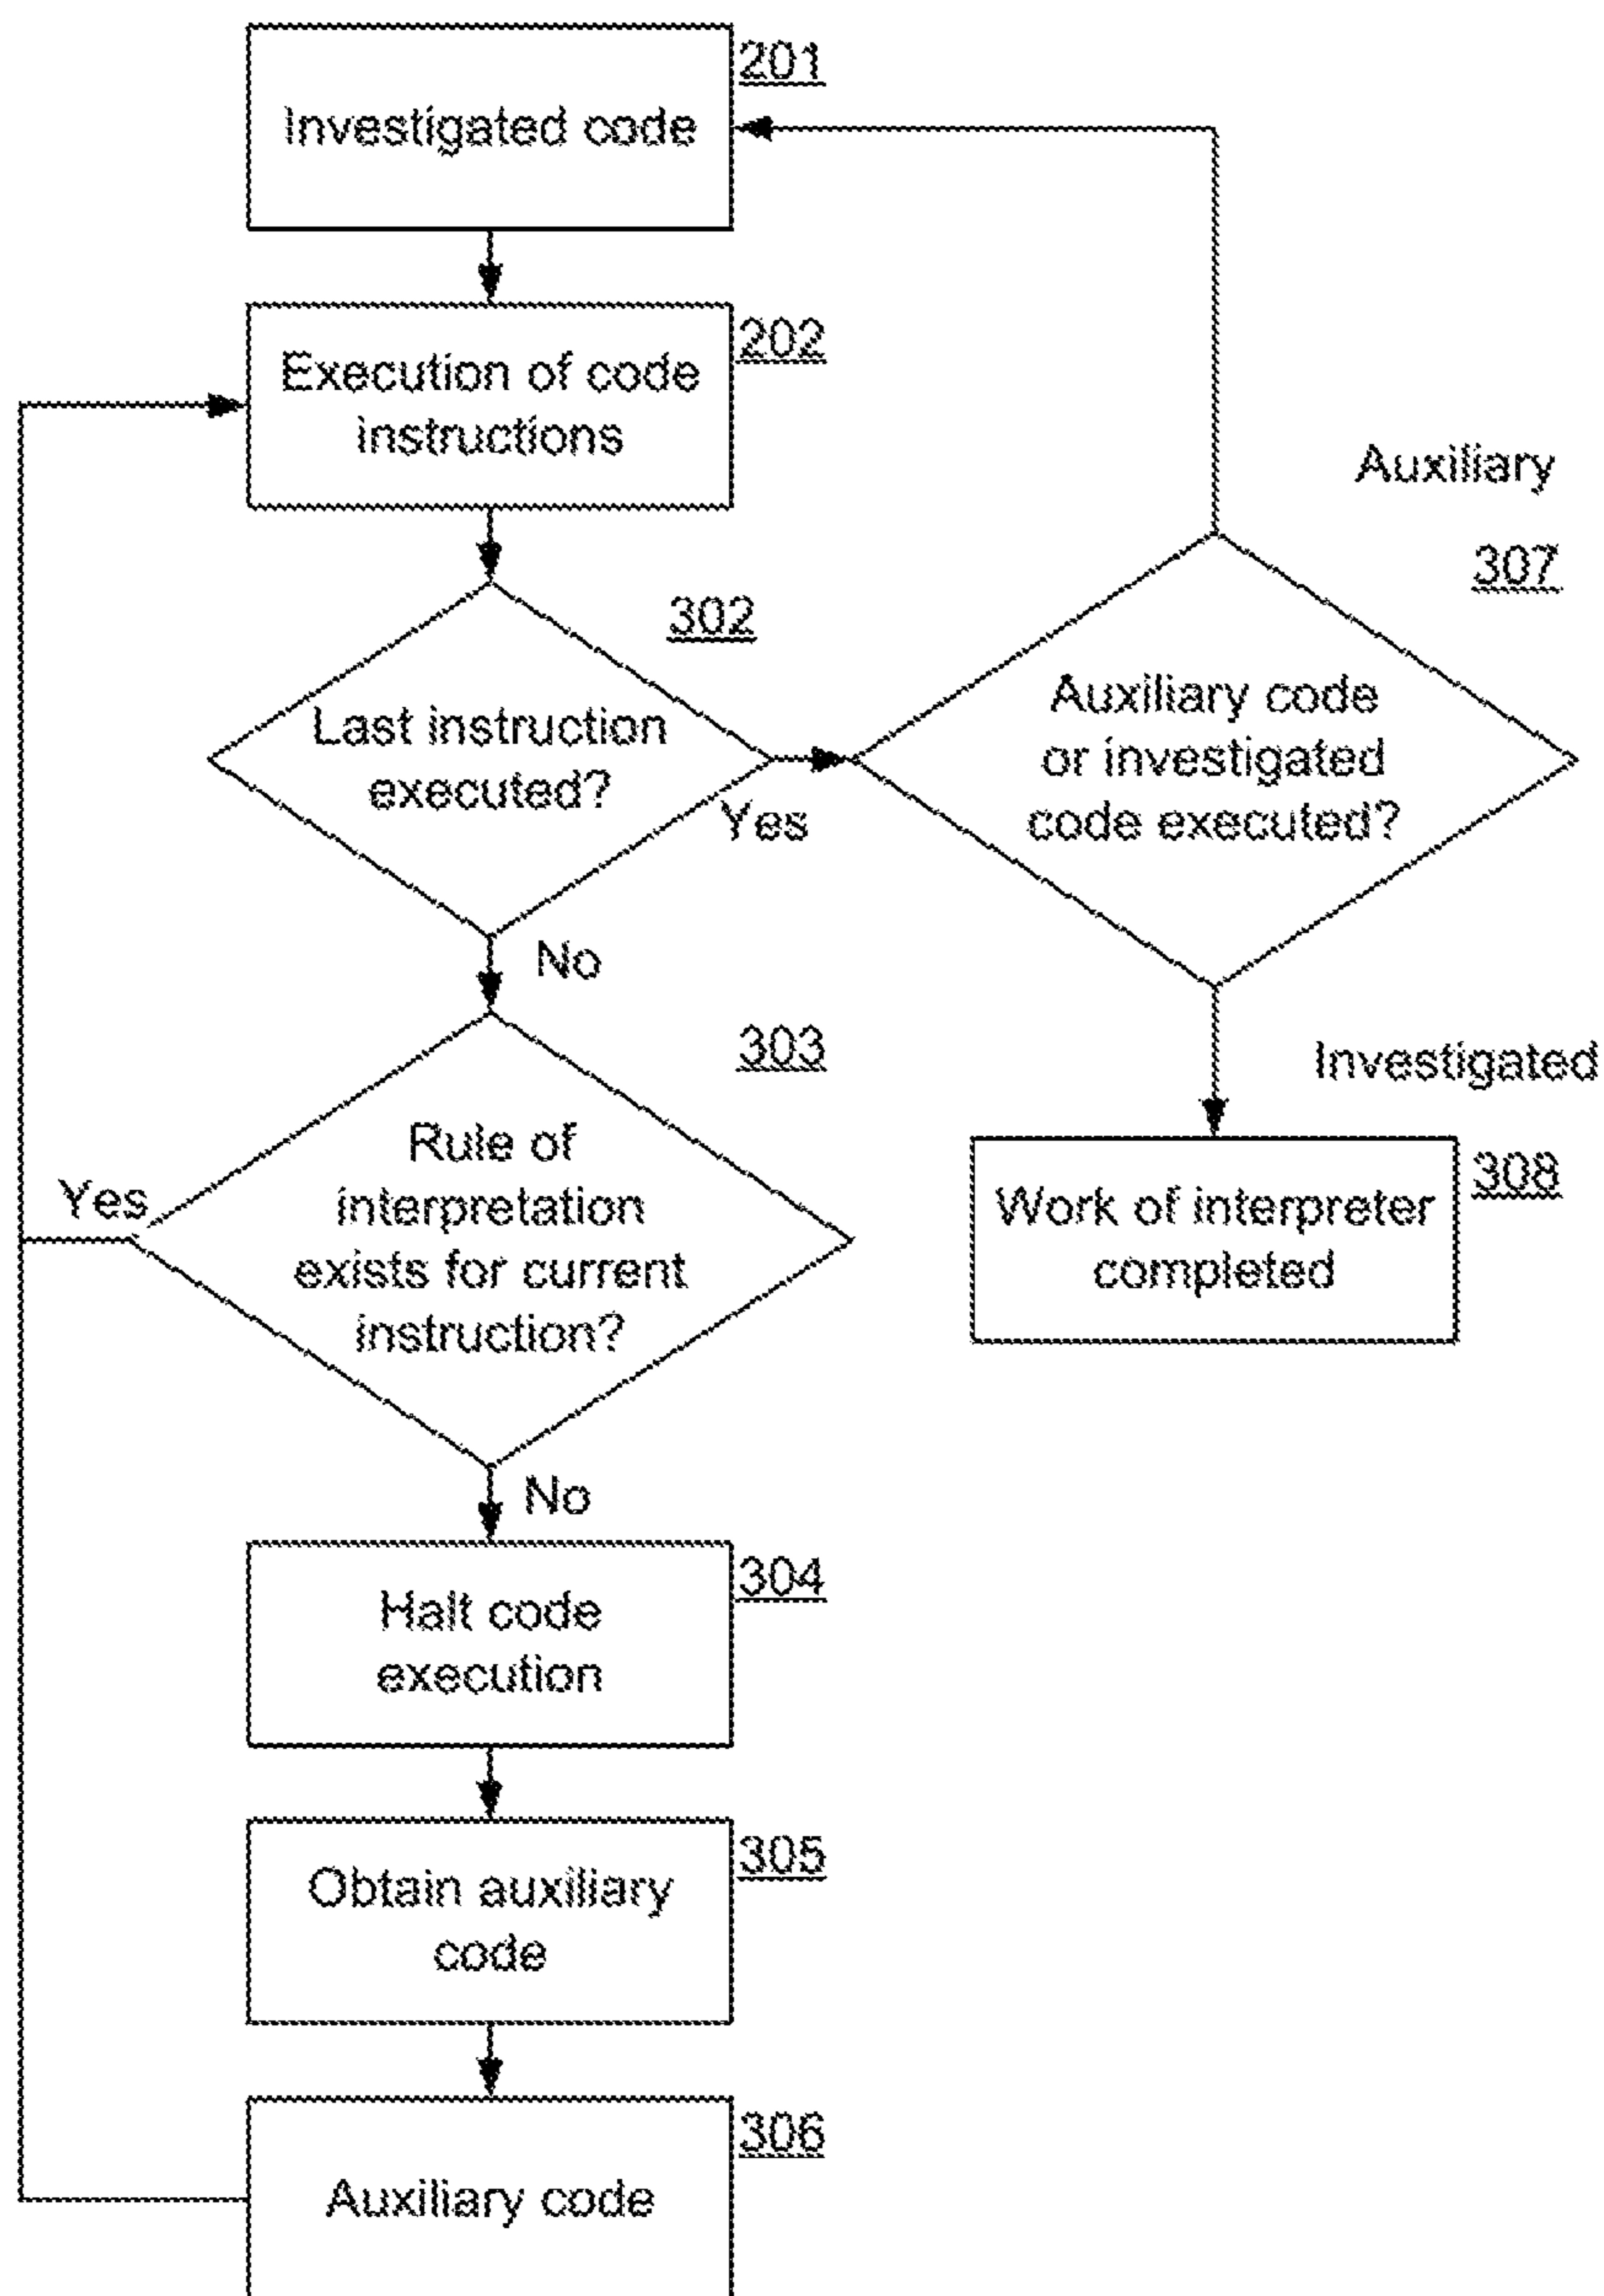 201
Investigated code
202
Execution of code
instructions
Auxiliary
307
302
Last instruction
executed?
Yes
Auxiliary code
or investigated
code executed?
No
303
Rule of
interpretation
exists for current
instruction?
Yes
Investigated
308
Work of interpreter
completed
No
304
Halt code
execution
305
Obtain auxiliary
code
306
Auxiliary code